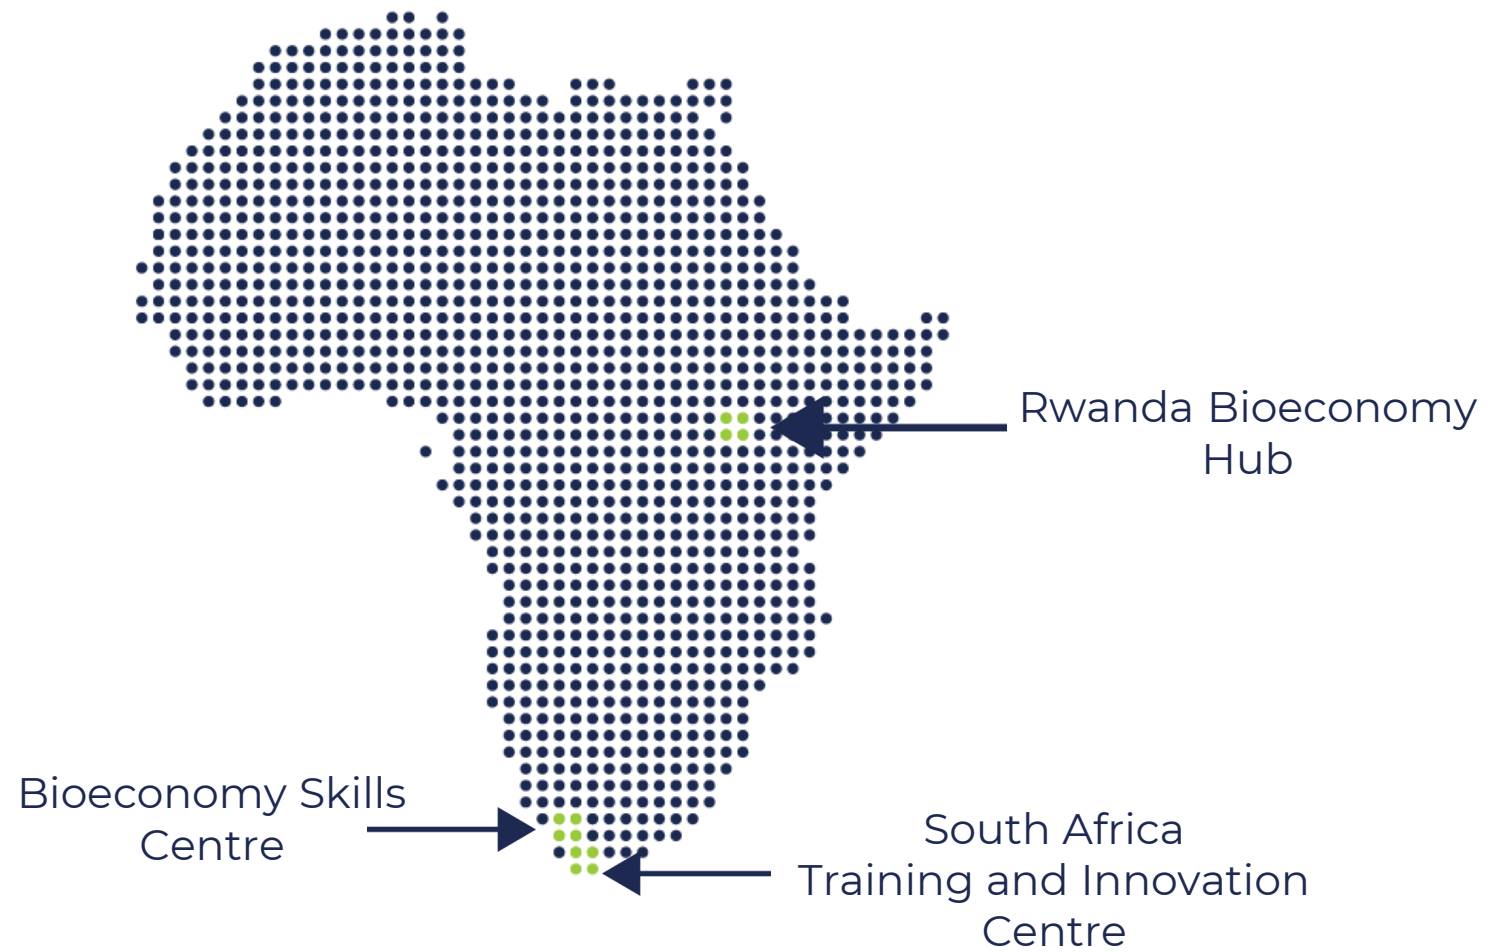 Rwanda Bioeconomy
Hub
Bioeconomy Skills
Centre
South Africa
Training and Innovation
Centre